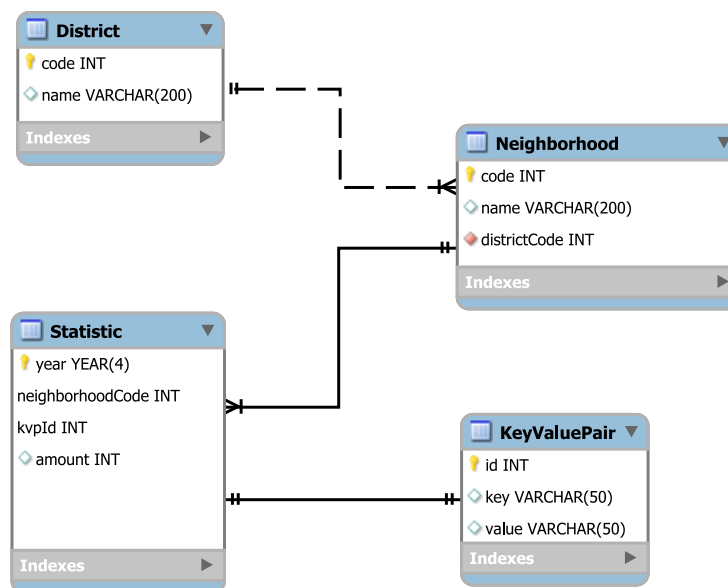 District
code INT
name VARCHAR(200)
Indexes
Neighborhood
code INT
name VARCHAR(200)
districtCode INT
Indexes
Statistic
year YEAR(4)
neighborhoodCode INT
kvpId INT
amount INT
Indexes
KeyValuePair
id INT
key VARCHAR(50)
value VARCHAR(50)
Indexes